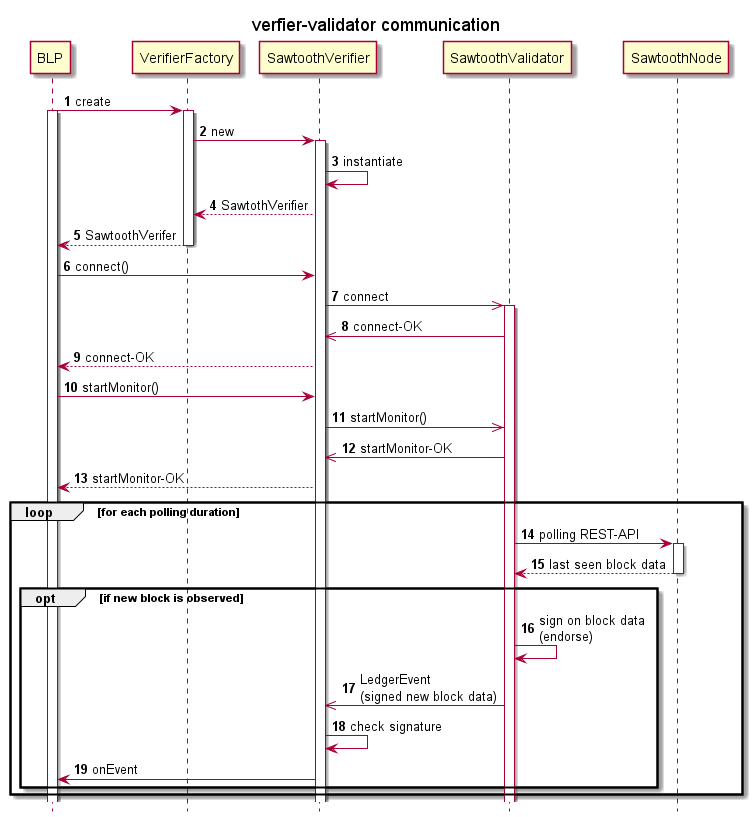 verfier-validator communication
BLP
VerifierFactory
SawtoothVerifier
SawtoothValidator
SawtoothNode
1 create
2 new
3 instantiate
4 SawtothVerifier
5 SawtoothVerifer
6 connect()
7 connect
8 connect-OK
9 connect-OK
10 startMonitor()
11 startMonitor()
12 startMonitor-OK
13 startMonitor-OK
loop [for each polling duration]
14 polling REST-API
15 last seen block data
opt [if new block is observed]
16 sign on block data
(endorse)
17 LedgerEvent
(signed new block data)
18 check signature
19 onEvent